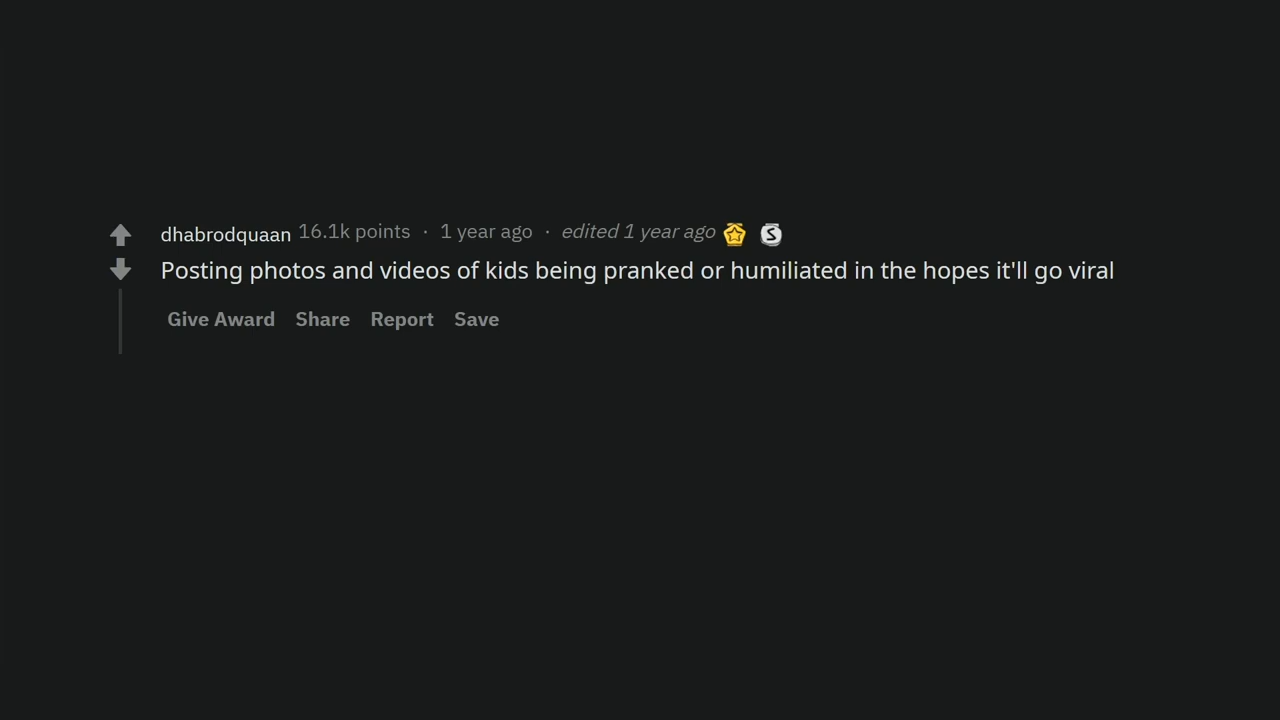 dhabrodquaan 16.1k points · 1 year ago · edited 1 year ago S
Posting photos and videos of kids being pranked or humiliated in the hopes it'll go viral
Give Award Share Report Save